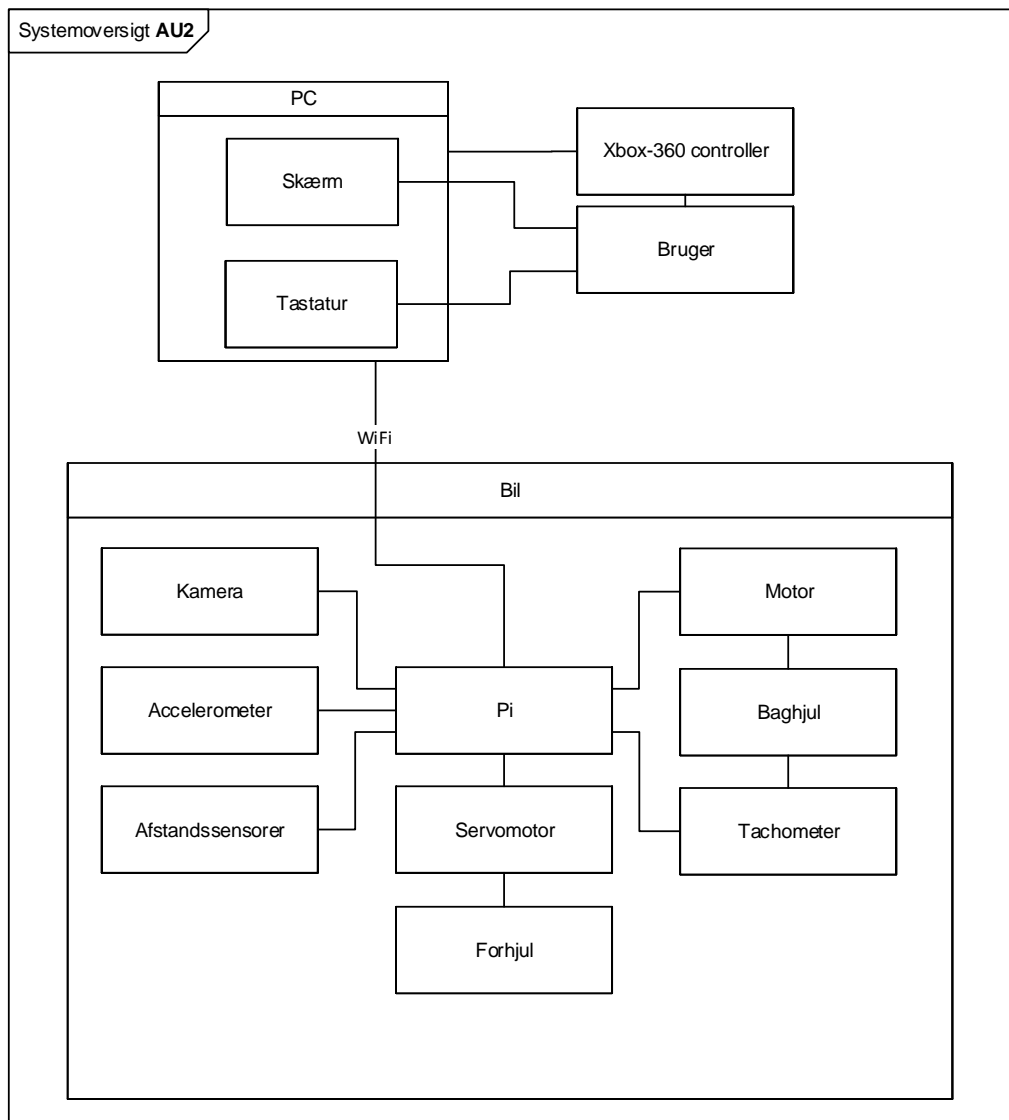 Systemoversigt AU2
PC
Skærm
Tastatur
Xbox-360 controller
Bruger
WiFi
Bil
Kamera
Accelerometer
Afstandssensorer
Pi
Servomotor
Forhjul
Motor
Baghjul
Tachometer